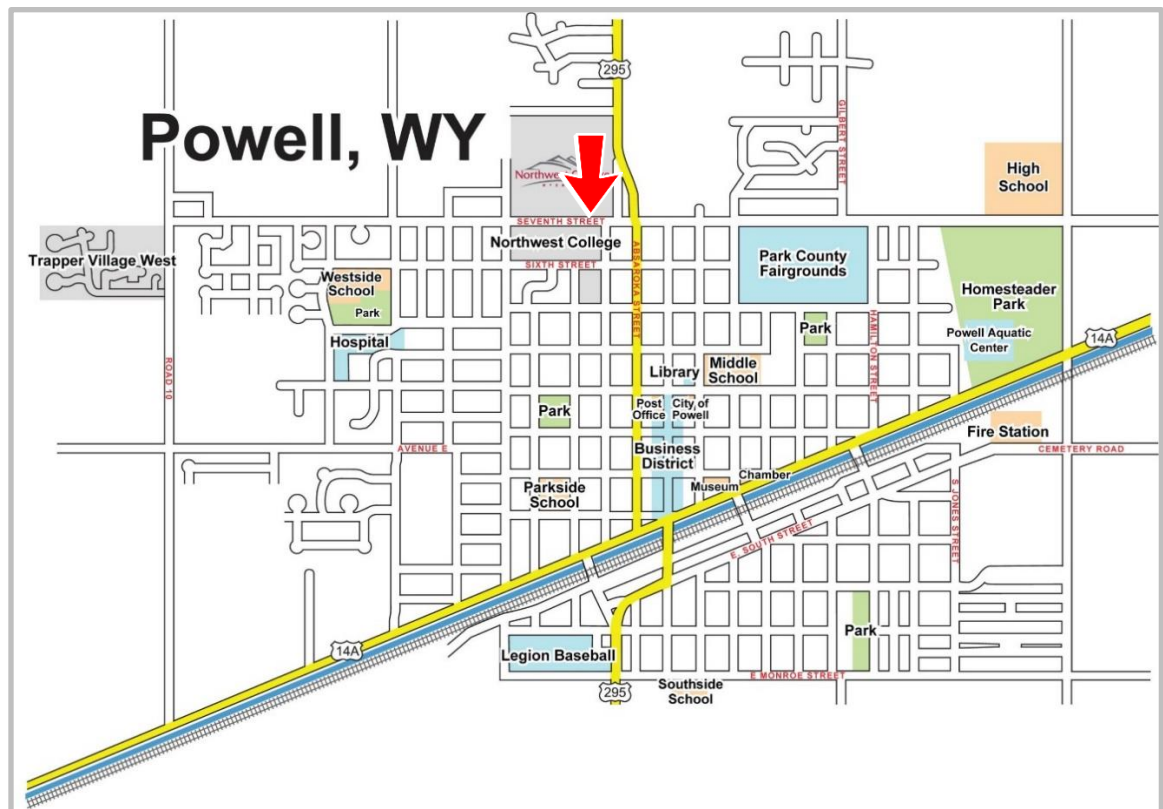 295
Powell, WY
GILBERT STREET
High
School
Northwest
SEVENTH STREET
Northwest College
SIXTH STREET
Trapper Village West
ABSAROKA STREET
Park County
Fairgrounds
Westside
School
Park
Homesteader
Park
Powell Aquatic
Center
14A
Hospital
Park
HAMILTON STREET
ROAD 10
Library
Middle
School
Park
Post
Office
City of
Powell
Fire Station
AVENUE E
CEMETERY ROAD
Business
District
Chamber
Museum
Parkside
School
S JONES STREET
E. SOUTH STREET
Park
14A
Legion Baseball
E MONROE STREET
Southside
School
295